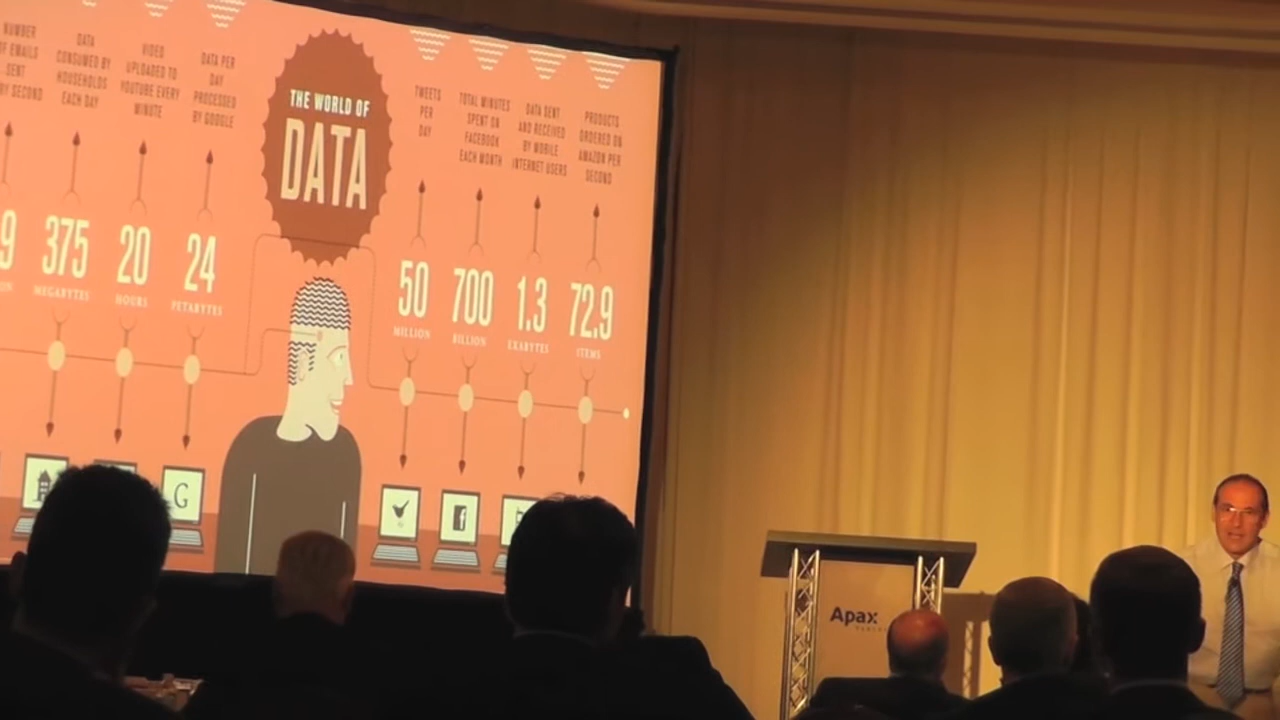 NUMBER
OF EMAILS
SENT
EVERY SECOND
DATA
CONSUMED BY
HOUSEHOLDS
EACH DAY
VIDEO
UPLOADED TO
YOUTUBE EVERY
MINUTE
DATA PER
DAY
PROCESSED
BY GOOGLE
THE WORLD OF
DATA
TWEETS
PER
DAY
TOTAL MINUTES
SPENT ON
FACEBOOK
EACH MONTH
DATA SENT
AND RECEIVED
BY MOBILE
INTERNET USERS
PRODUCTS
ORDERED ON
AMAZON PER
SECOND
9
375
MEGABYTES
20
HOURS
24
PETABYTES
50
MILLION
700
BILLION
1.3
EXABYTES
72.9
ITEMS
G
f
Apax